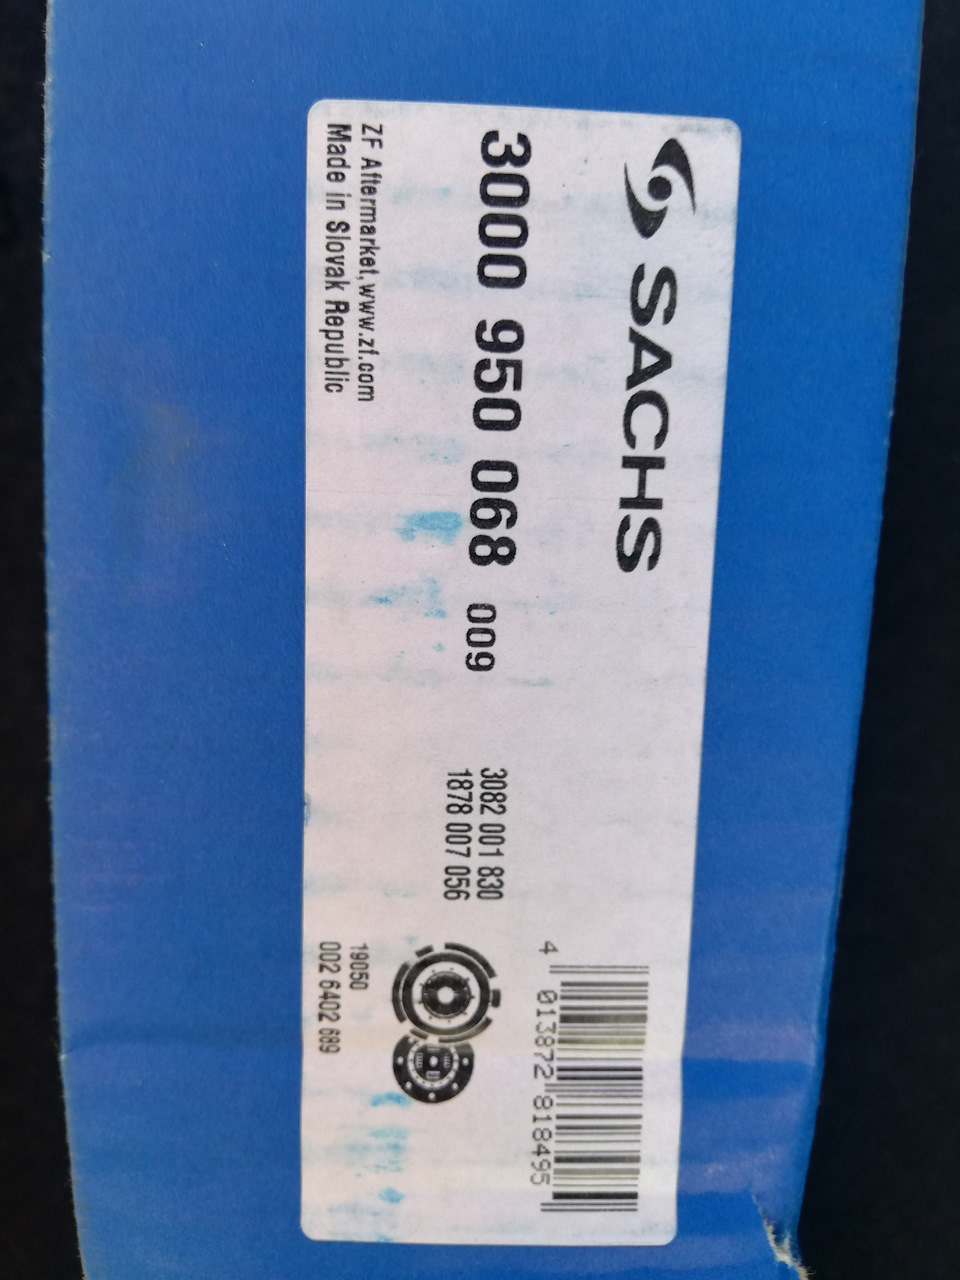 SACHS
3000 950 068 009
ZF Aftermarket,www.zf.com
Made in Slovak Republic
3082 001 830
1878 007 056
4 013872 818495
19050
002 6402 689